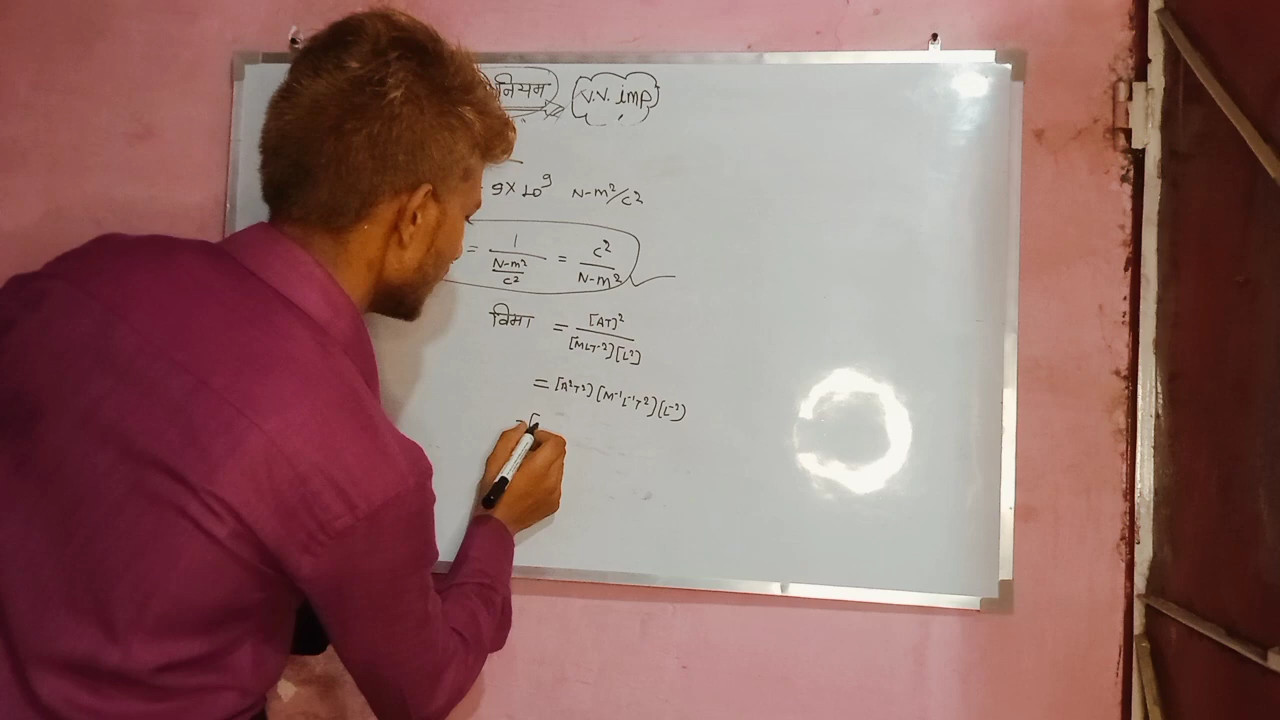 नियम V.V. imp
9 × 10⁹ N-m²/c²
= 1/(N-m²/c²) = c²/N-m²
विमा = [AT]²/[MLT⁻²][L²]
= [A²T²] [M⁻¹L⁻¹T²] [L⁻²]
= [